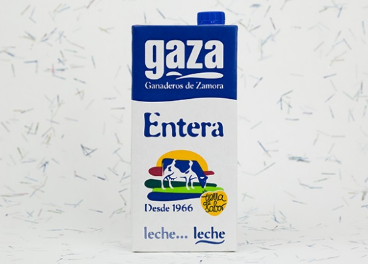 gaza
Ganaderos de Zamora
Entera
Desde 1966
leche... leche